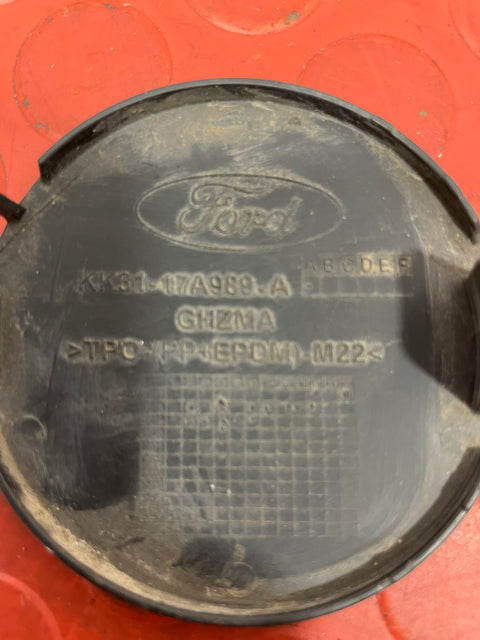 Ford
A B C D E F
KK31-17A989-A
GHZMA
>TPO-(PP+EPDM)-M22<